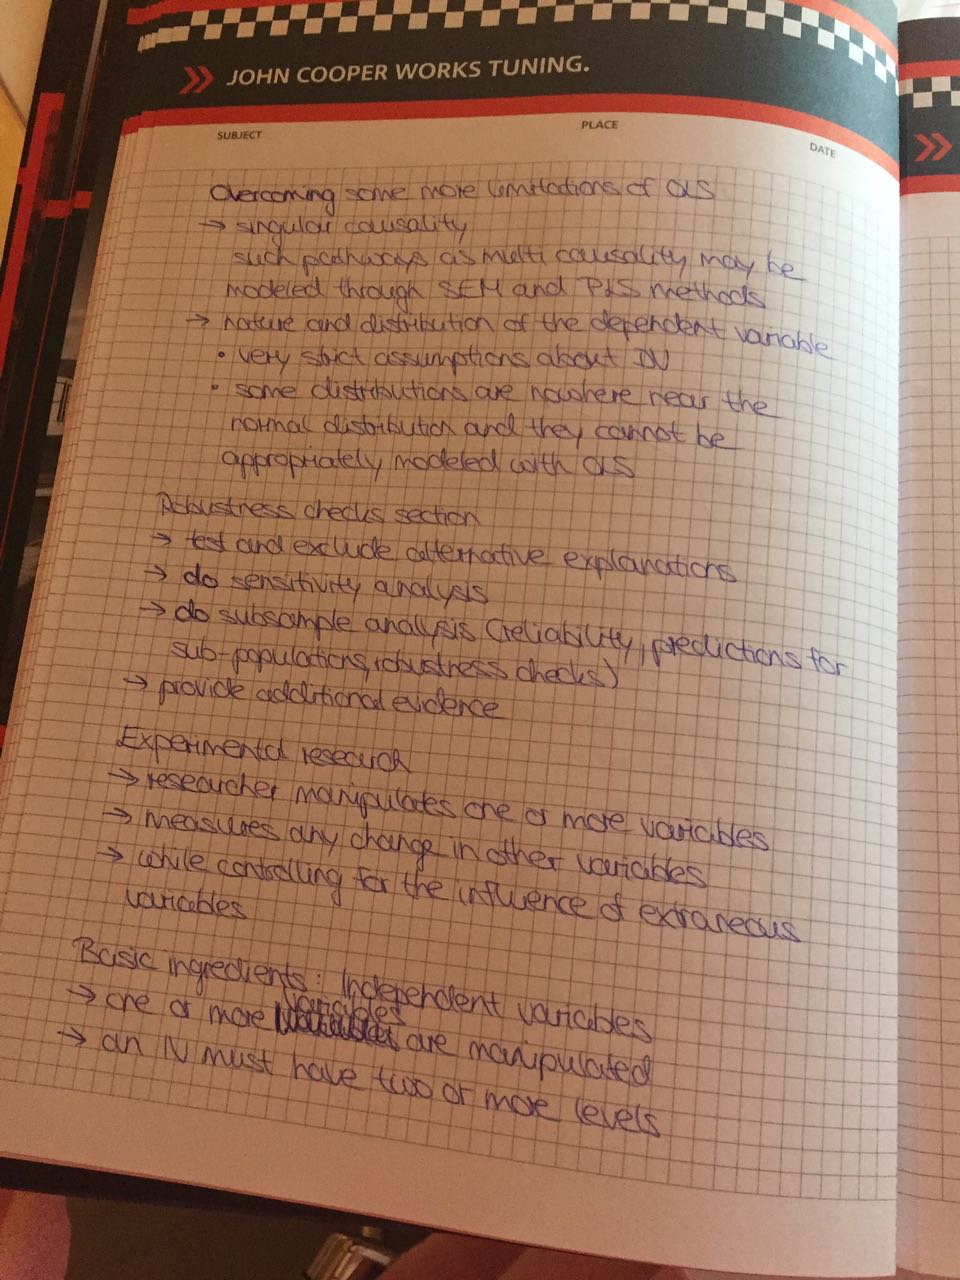 JOHN COOPER WORKS TUNING.
SUBJECT
PLACE
DATE
Overcoming some more limitations of OLS
→ singular causality
such pathways as multi causality may be
modeled through SEM and PLS methods
→ nature and distribution of the dependent variable
• very strict assumptions about DV
• some distributions are nowhere near the
normal distribution and they cannot be
appropriately modeled with OLS
Robustness checks section
→ test and exclude alternative explanations
→ do sensitivity analysis
→ do subsample analysis (reliability, predictions for
sub-populations, robustness checks)
→ provide additional evidence
Experimental research
→ researcher manipulates one or more variables
→ measures any change in other variables
→ while controlling for the influence of extraneous
variables
Basic ingredients: Independent variables
→ one or more variables are manipulated
→ an IV must have two or more levels